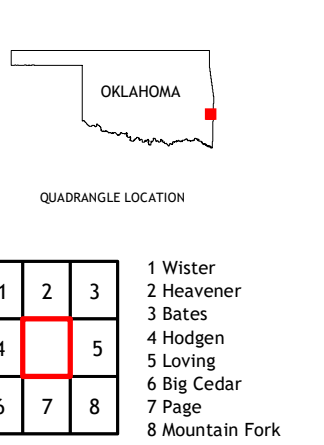 OKLAHOMA
QUADRANGLE LOCATION
1 2 3
4 5
6 7 8
1 Wister
2 Heavener
3 Bates
4 Hodgen
5 Loving
6 Big Cedar
7 Page
8 Mountain Fork